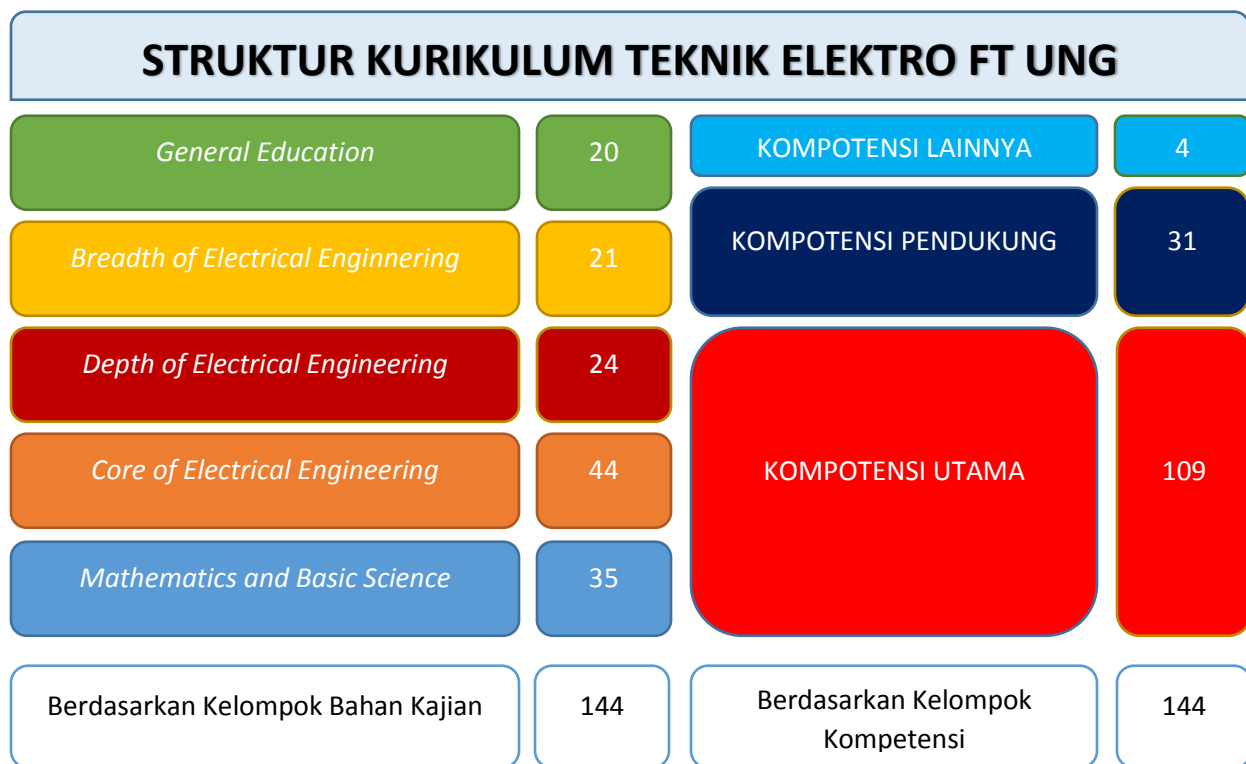 STRUKTUR KURIKULUM TEKNIK ELEKTRO FT UNG
General Education
20
Breadth of Electrical Enginnering
21
Depth of Electrical Engineering
24
Core of Electrical Engineering
44
Mathematics and Basic Science
35
Berdasarkan Kelompok Bahan Kajian
144
KOMPOTENSI LAINNYA
4
KOMPOTENSI PENDUKUNG
31
KOMPOTENSI UTAMA
109
Berdasarkan Kelompok
Kompetensi
144